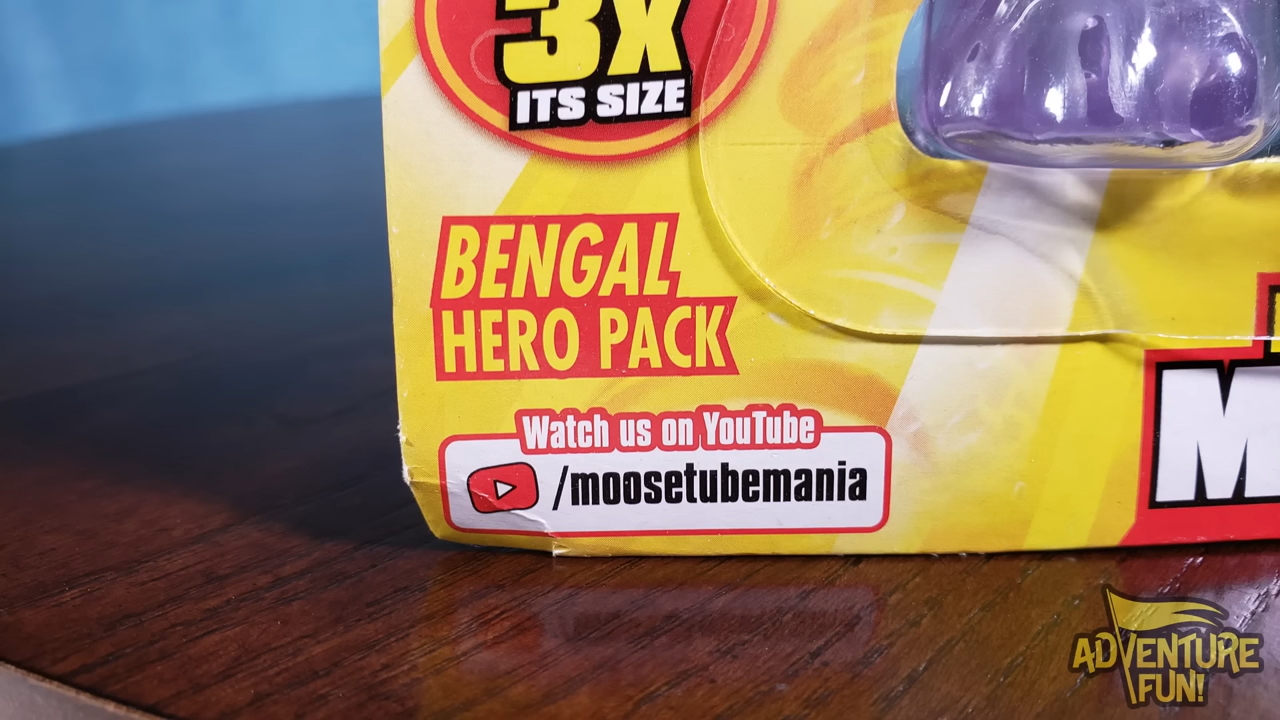 3X
ITS SIZE
BENGAL
HERO PACK
Watch us on YouTube
/moosetubemania
M
ADVENTURE
FUN!